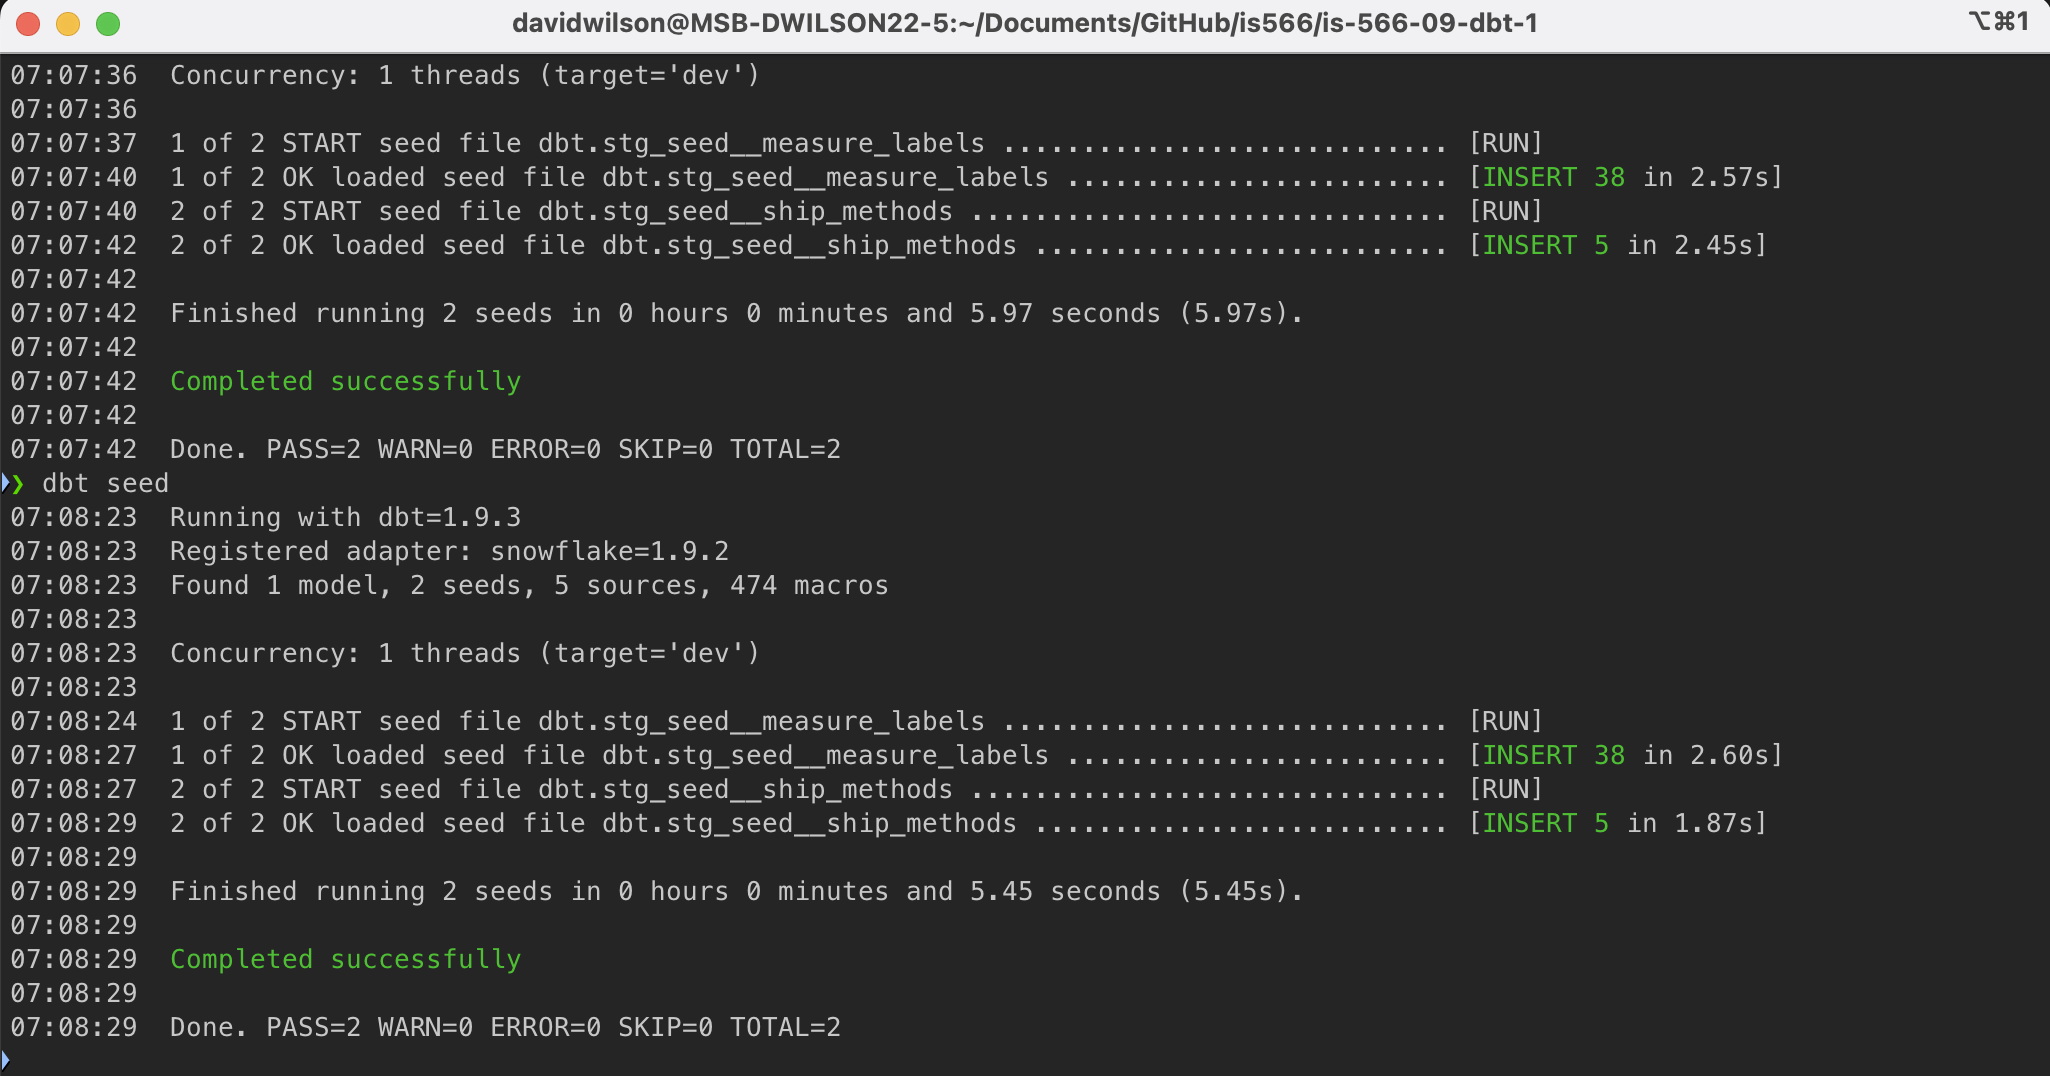 davidwilson@MSB-DWILSON22-5:~/Documents/GitHub/is566/is-566-09-dbt-1 ⌥⌘1
07:07:36  Concurrency: 1 threads (target='dev')
07:07:36
07:07:37  1 of 2 START seed file dbt.stg_seed__measure_labels ............................ [RUN]
07:07:40  1 of 2 OK loaded seed file dbt.stg_seed__measure_labels ........................ [INSERT 38 in 2.57s]
07:07:40  2 of 2 START seed file dbt.stg_seed__ship_methods .............................. [RUN]
07:07:42  2 of 2 OK loaded seed file dbt.stg_seed__ship_methods .......................... [INSERT 5 in 2.45s]
07:07:42
07:07:42  Finished running 2 seeds in 0 hours 0 minutes and 5.97 seconds (5.97s).
07:07:42
07:07:42  Completed successfully
07:07:42
07:07:42  Done. PASS=2 WARN=0 ERROR=0 SKIP=0 TOTAL=2
❯ dbt seed
07:08:23  Running with dbt=1.9.3
07:08:23  Registered adapter: snowflake=1.9.2
07:08:23  Found 1 model, 2 seeds, 5 sources, 474 macros
07:08:23
07:08:23  Concurrency: 1 threads (target='dev')
07:08:23
07:08:24  1 of 2 START seed file dbt.stg_seed__measure_labels ............................ [RUN]
07:08:27  1 of 2 OK loaded seed file dbt.stg_seed__measure_labels ........................ [INSERT 38 in 2.60s]
07:08:27  2 of 2 START seed file dbt.stg_seed__ship_methods .............................. [RUN]
07:08:29  2 of 2 OK loaded seed file dbt.stg_seed__ship_methods .......................... [INSERT 5 in 1.87s]
07:08:29
07:08:29  Finished running 2 seeds in 0 hours 0 minutes and 5.45 seconds (5.45s).
07:08:29
07:08:29  Completed successfully
07:08:29
07:08:29  Done. PASS=2 WARN=0 ERROR=0 SKIP=0 TOTAL=2